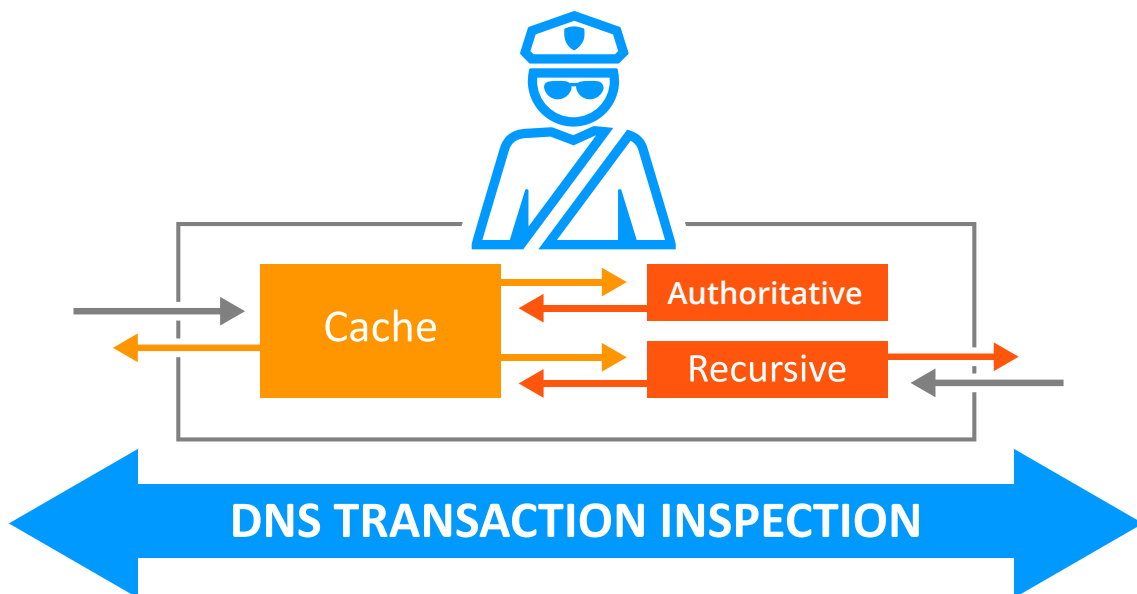 Cache
Authoritative
Recursive
DNS TRANSACTION INSPECTION